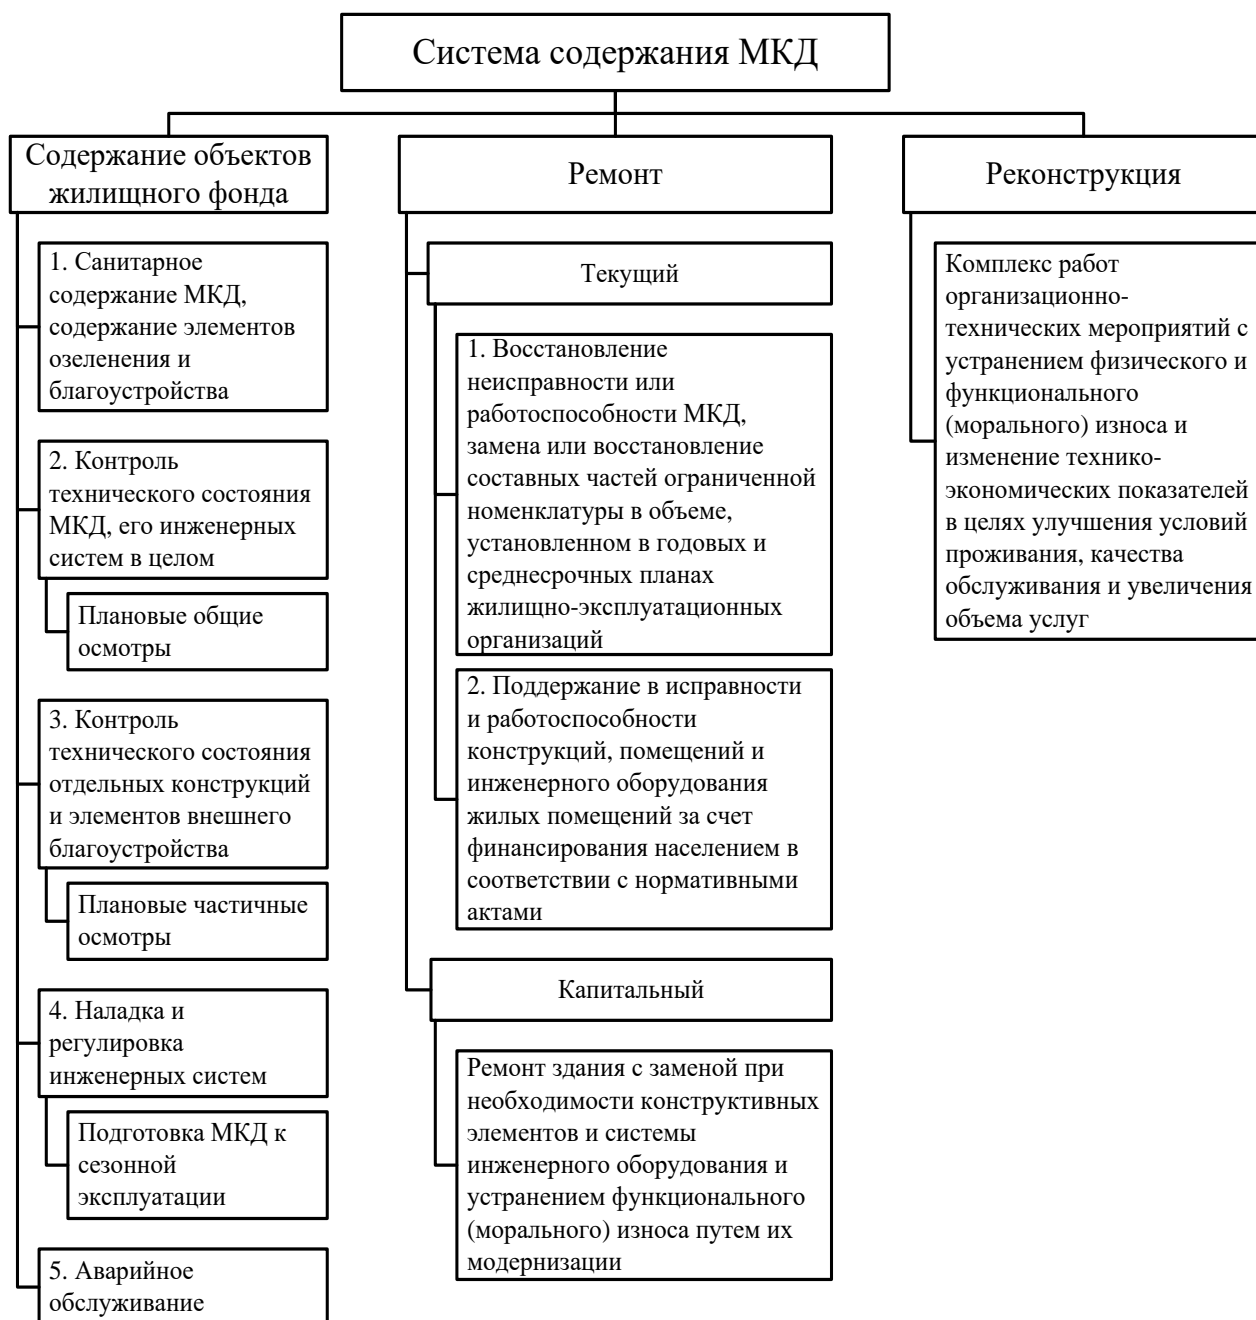 Система содержания МКД
Содержание объектов
жилищного фонда
1. Санитарное
содержание МКД,
содержание элементов
озеленения и
благоустройства
2. Контроль
технического состояния
МКД, его инженерных
систем в целом
Плановые общие
осмотры
3. Контроль
технического состояния
отдельных конструкций
и элементов внешнего
благоустройства
Плановые частичные
осмотры
4. Наладка и
регулировка
инженерных систем
Подготовка МКД к
сезонной
эксплуатации
5. Аварийное
обслуживание
Ремонт
Текущий
1. Восстановление
неисправности или
работоспособности МКД,
замена или восстановление
составных частей ограниченной
номенклатуры в объеме,
установленном в годовых и
среднесрочных планах
жилищно-эксплуатационных
организаций
2. Поддержание в исправности
и работоспособности
конструкций, помещений и
инженерного оборудования
жилых помещений за счет
финансирования населением в
соответствии с нормативными
актами
Капитальный
Ремонт здания с заменой при
необходимости конструктивных
элементов и системы
инженерного оборудования и
устранением функционального
(морального) износа путем их
модернизации
Реконструкция
Комплекс работ
организационно-
технических мероприятий с
устранением физического и
функционального
(морального) износа и
изменение технико-
экономических показателей
в целях улучшения условий
проживания, качества
обслуживания и увеличения
объема услуг